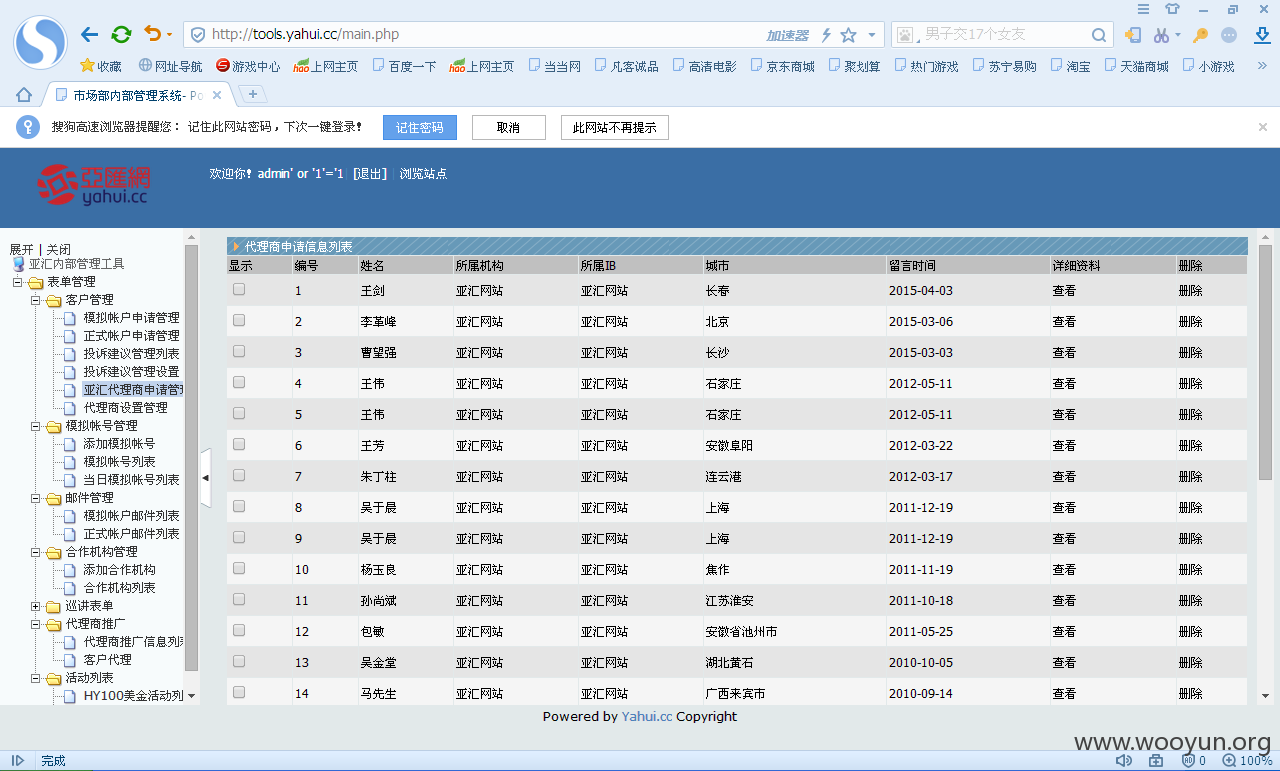 http://tools.yahui.cc/main.php 加速器 男子交17个女友
收藏 网址导航 游戏中心 hao上网主页 百度一下 hao上网主页 当当网 凡客诚品 高清电影 京东商城 聚划算 热门游戏 苏宁易购 淘宝 天猫商城 小游戏 »
市场部内部管理系统- Po
搜狗高速浏览器提醒您： 记住此网站密码，下次一键登录! 记住密码 取消 此网站不再提示
亞匯網
yahui.cc
欢迎你! admin' or '1'='1 | [退出] | 浏览站点
展开 | 关闭
亚汇内部管理工具
表单管理
客户管理
模拟帐户申请管理
正式帐户申请管理
投诉建议管理列表
投诉建议管理设置
亚汇代理商申请管理
代理商设置管理
模拟帐号管理
添加模拟帐号
模拟帐号列表
当日模拟帐号列表
邮件管理
模拟帐户邮件列表
正式帐户邮件列表
合作机构管理
添加合作机构
合作机构列表
巡讲表单
代理商推广
代理商推广信息列表
客户代理
活动列表
HY100美金活动列
代理商申请信息列表
显示 编号 姓名 所属机构 所属IB 城市 留言时间 详细资料 删除
1 王剑 亚汇网站 亚汇网站 长春 2015-04-03 查看 删除
2 李革峰 亚汇网站 亚汇网站 北京 2015-03-06 查看 删除
3 曹望强 亚汇网站 亚汇网站 长沙 2015-03-03 查看 删除
4 王伟 亚汇网站 亚汇网站 石家庄 2012-05-11 查看 删除
5 王伟 亚汇网站 亚汇网站 石家庄 2012-05-11 查看 删除
6 王芳 亚汇网站 亚汇网站 安徽阜阳 2012-03-22 查看 删除
7 朱丁柱 亚汇网站 亚汇网站 连云港 2012-03-17 查看 删除
8 吴于晨 亚汇网站 亚汇网站 上海 2011-12-19 查看 删除
9 吴于晨 亚汇网站 亚汇网站 上海 2011-12-19 查看 删除
10 杨玉良 亚汇网站 亚汇网站 焦作 2011-11-19 查看 删除
11 孙尚斌 亚汇网站 亚汇网站 江苏淮安 2011-10-18 查看 删除
12 包敏 亚汇网站 亚汇网站 安徽省池州市 2011-05-25 查看 删除
13 吴金堂 亚汇网站 亚汇网站 湖北黄石 2010-10-05 查看 删除
14 马先生 亚汇网站 亚汇网站 广西来宾市 2010-09-14 查看 删除
Powered by Yahui.cc Copyright
www.wooyun.org
完成 0 100%